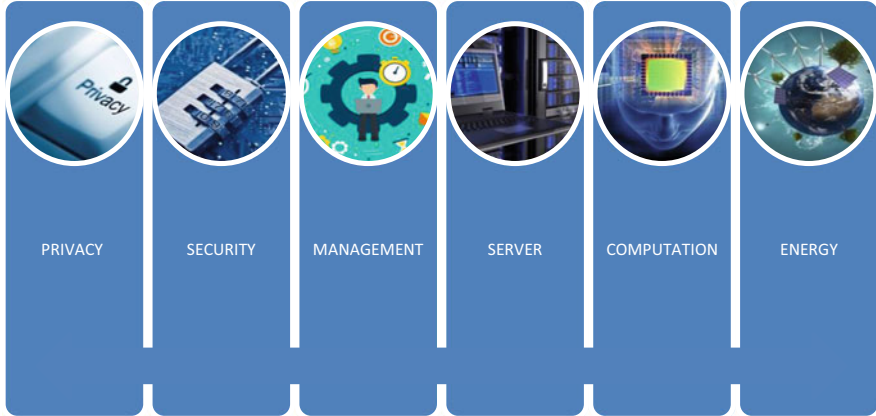 Privacy
PRIVACY
SECURITY
MANAGEMENT
SERVER
COMPUTATION
ENERGY